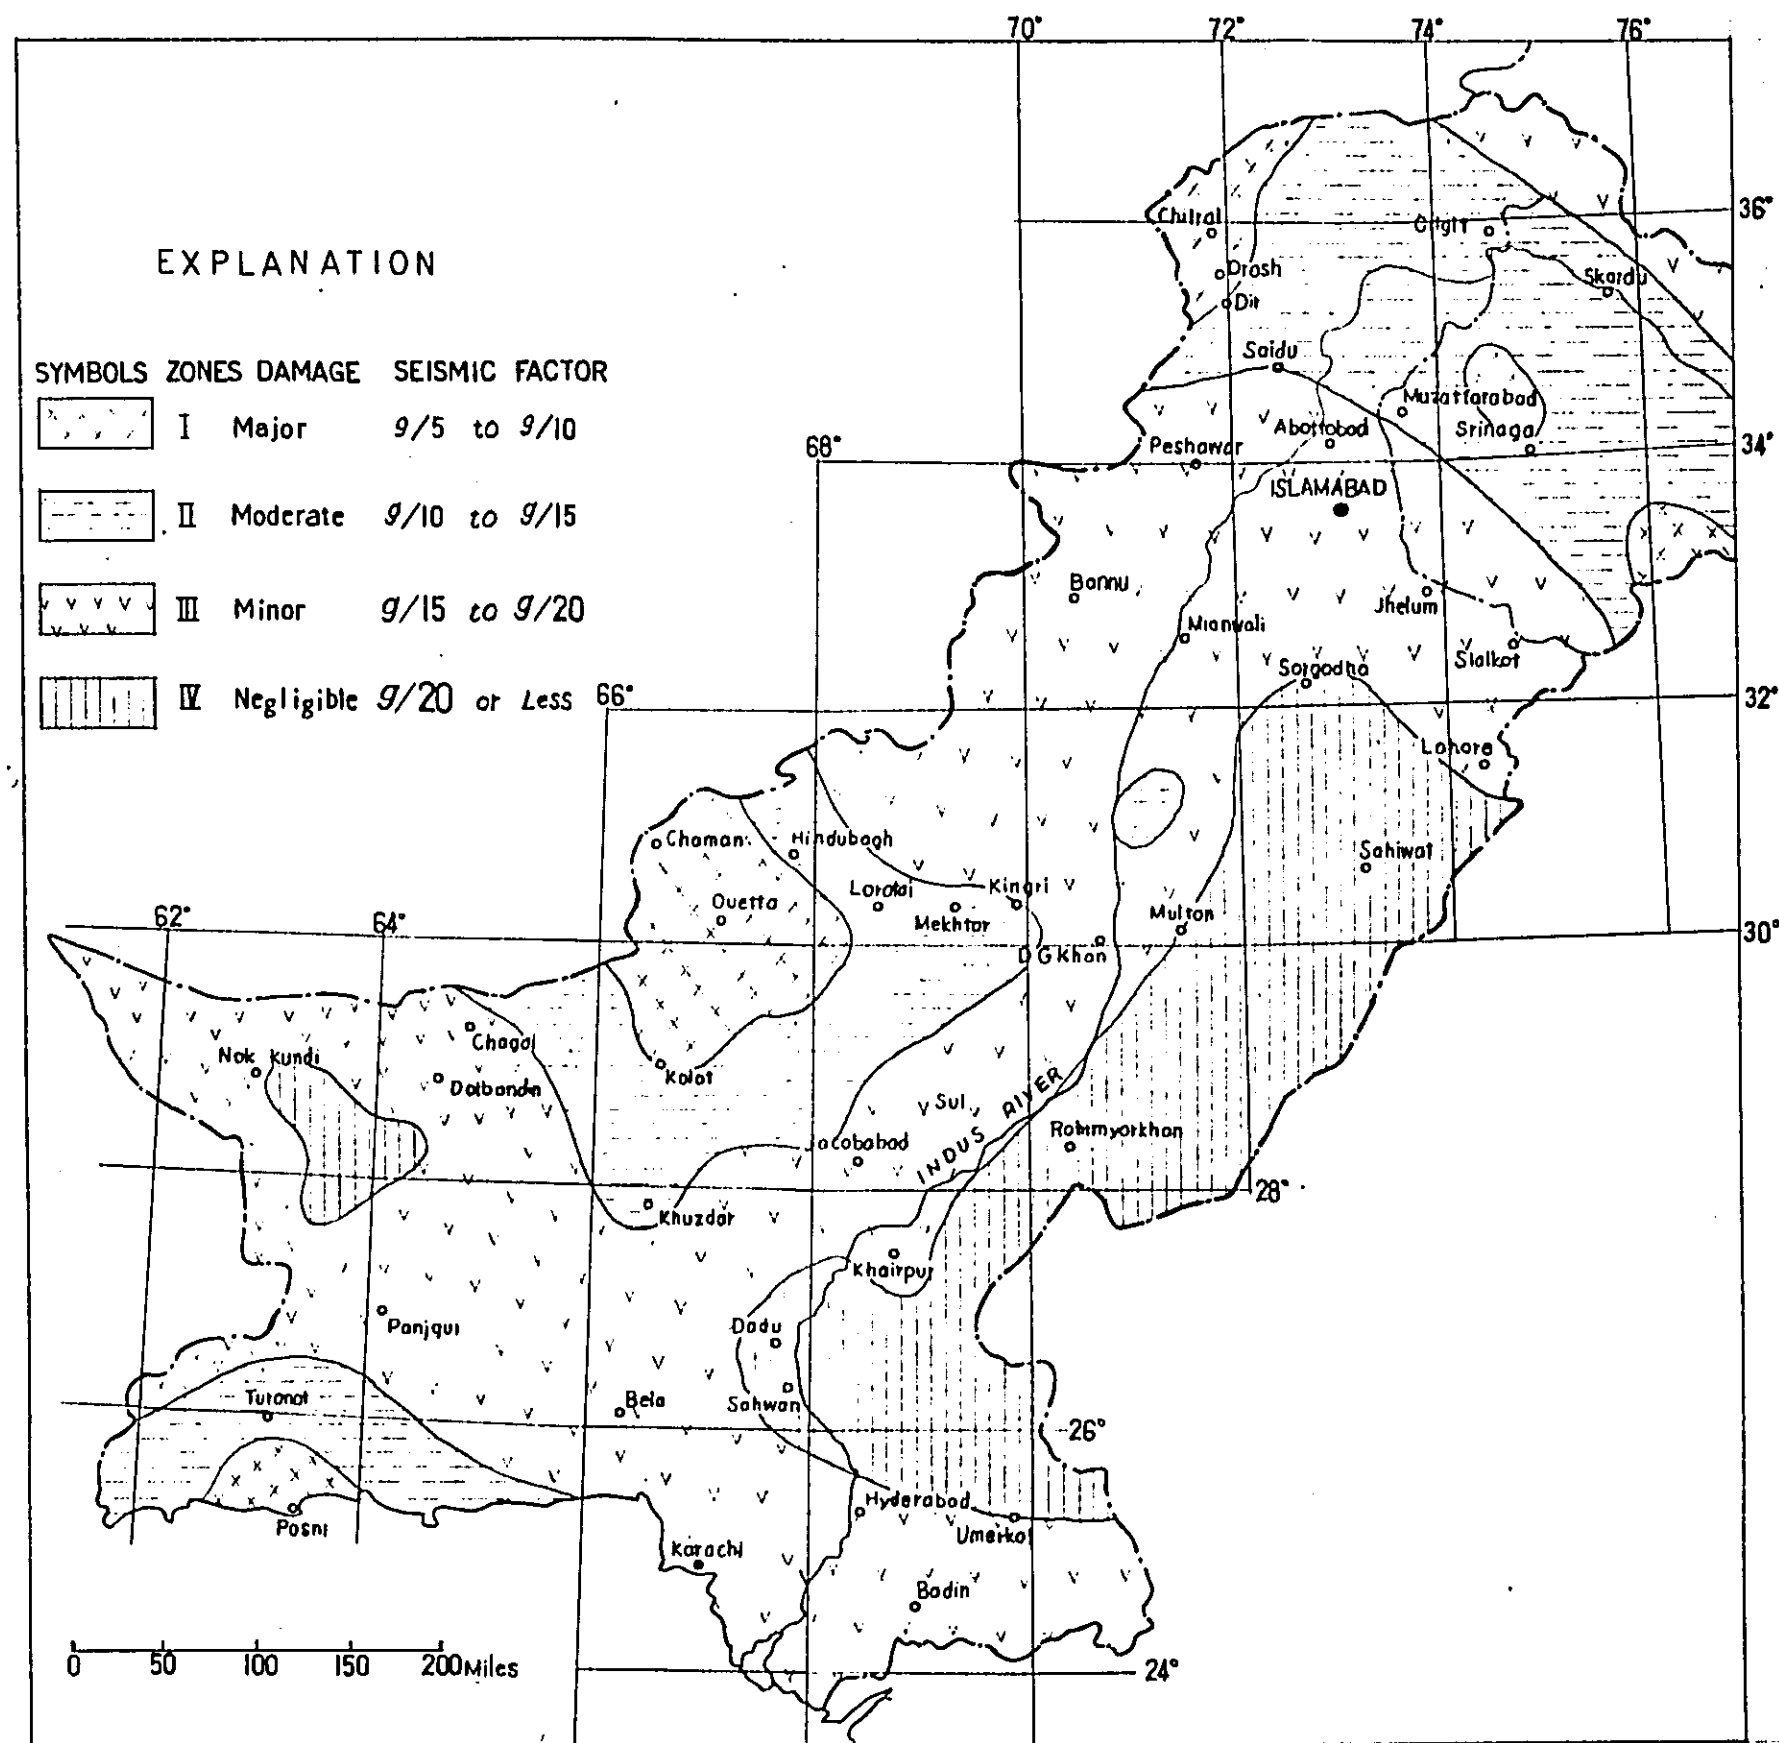 70° 72° 74° 76°
36°
Chitral
Gilgit
Drosh
Skardu
Dir
EXPLANATION
Saidu
SYMBOLS ZONES DAMAGE SEISMIC FACTOR
Muzaffarabad
I Major g/5 to g/10
Abottobad
Srinaga
68°
Peshawar
34°
ISLAMABAD
II Moderate g/10 to g/15
Bannu
III Minor g/15 to g/20
Jhelum
Mianwali
Sialkot
Sargodha
IV Negligible g/20 or Less
66°
32°
Lahore
Chaman
Hindubagh
Sahiwal
Loralai
Kingri
Quetta
Mekhtar
Multan
62° 64°
30°
D G Khan
Chagai
Nok Kundi
Kalat
Dalbandin
Sui
INDUS RIVER
Jacobabad
Rahimyarkhan
28°
Khuzdar
Khairpur
Panjgur
Dadu
Turanat
Bela
Sahwan
26°
Hyderabad
Posni
Umerkot
Karachi
Badin
0 50 100 150 200 Miles
24°